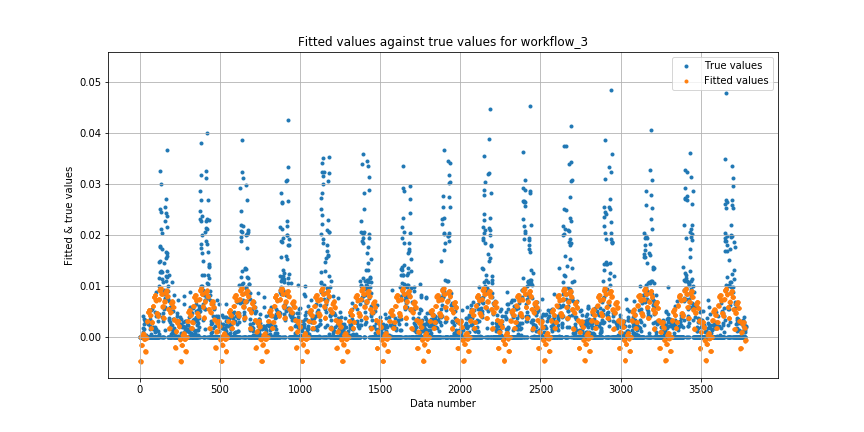 Fitted values against true values for workflow_3
True values
Fitted values
Fitted & true values
0.05
0.04
0.03
0.02
0.01
0.00
0 500 1000 1500 2000 2500 3000 3500
Data number